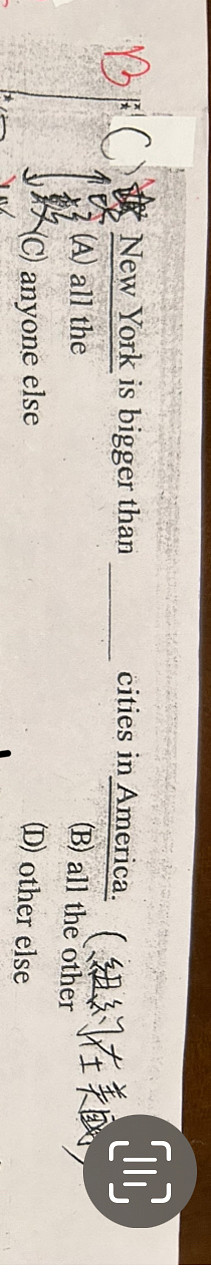 B
(C) New York is bigger than ______ cities in America. (紐約在美國)
(A) all the (B) all the other
(C) anyone else (D) other else